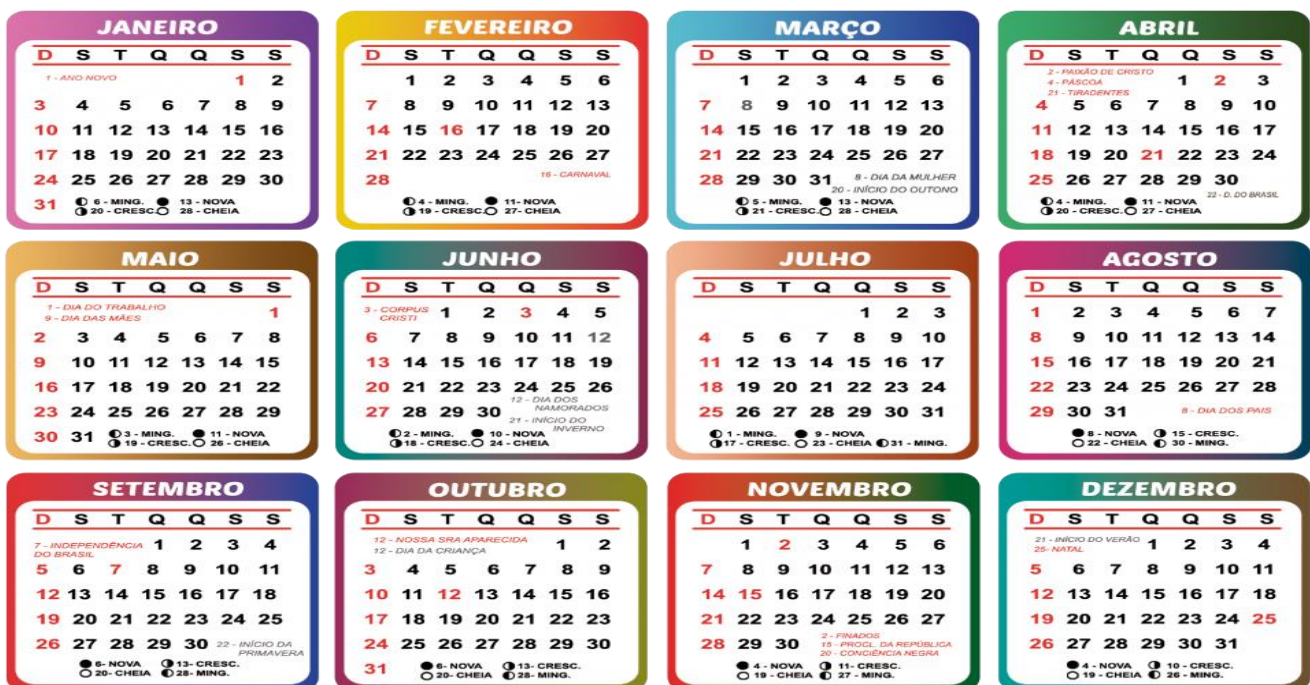 JANEIRO
D S T Q Q S S
1 - ANO NOVO 1 2
3 4 5 6 7 8 9
10 11 12 13 14 15 16
17 18 19 20 21 22 23
24 25 26 27 28 29 30
31 6 - MING. 13 - NOVA
20 - CRESC. 28 - CHEIA
FEVEREIRO
D S T Q Q S S
1 2 3 4 5 6
7 8 9 10 11 12 13
14 15 16 17 18 19 20
21 22 23 24 25 26 27
28 16 - CARNAVAL
4 - MING. 11 - NOVA
19 - CRESC. 27 - CHEIA
MARÇO
D S T Q Q S S
1 2 3 4 5 6
7 8 9 10 11 12 13
14 15 16 17 18 19 20
21 22 23 24 25 26 27
28 29 30 31 8 - DIA DA MULHER
20 - INÍCIO DO OUTONO
5 - MING. 13 - NOVA
21 - CRESC. 28 - CHEIA
ABRIL
D S T Q Q S S
2 - PAIXÃO DE CRISTO
4 - PÁSCOA 1 2 3
21 - TIRADENTES
4 5 6 7 8 9 10
11 12 13 14 15 16 17
18 19 20 21 22 23 24
25 26 27 28 29 30
22 - D. DO BRASIL
4 - MING. 11 - NOVA
20 - CRESC. 27 - CHEIA
MAIO
D S T Q Q S S
1 - DIA DO TRABALHO 1
9 - DIA DAS MÃES
2 3 4 5 6 7 8
9 10 11 12 13 14 15
16 17 18 19 20 21 22
23 24 25 26 27 28 29
30 31 3 - MING. 11 - NOVA
19 - CRESC. 26 - CHEIA
JUNHO
D S T Q Q S S
3 - CORPUS 1 2 3 4 5
CRISTI
6 7 8 9 10 11 12
13 14 15 16 17 18 19
20 21 22 23 24 25 26
12 - DIA DOS
NAMORADOS
27 28 29 30
21 - INÍCIO DO
INVERNO
2 - MING. 10 - NOVA
18 - CRESC. 24 - CHEIA
JULHO
D S T Q Q S S
1 2 3
4 5 6 7 8 9 10
11 12 13 14 15 16 17
18 19 20 21 22 23 24
25 26 27 28 29 30 31
1 - MING. 9 - NOVA
17 - CRESC. 23 - CHEIA 31 - MING.
AGOSTO
D S T Q Q S S
1 2 3 4 5 6 7
8 9 10 11 12 13 14
15 16 17 18 19 20 21
22 23 24 25 26 27 28
29 30 31 8 - DIA DOS PAIS
8 - NOVA 15 - CRESC.
22 - CHEIA 30 - MING.
SETEMBRO
D S T Q Q S S
7 - INDEPENDÊNCIA 1 2 3 4
DO BRASIL
5 6 7 8 9 10 11
12 13 14 15 16 17 18
19 20 21 22 23 24 25
26 27 28 29 30 22 - INÍCIO DA
PRIMAVERA
6- NOVA 13- CRESC.
20- CHEIA 28- MING.
OUTUBRO
D S T Q Q S S
12 - NOSSA SRA APARECIDA 1 2
12 - DIA DA CRIANÇA
3 4 5 6 7 8 9
10 11 12 13 14 15 16
17 18 19 20 21 22 23
24 25 26 27 28 29 30
31 6- NOVA 13- CRESC.
20- CHEIA 28- MING.
NOVEMBRO
D S T Q Q S S
1 2 3 4 5 6
7 8 9 10 11 12 13
14 15 16 17 18 19 20
21 22 23 24 25 26 27
2 - FINADOS
28 29 30 15 - PROCL. DA REPÚBLICA
20 - CONCIÊNCIA NEGRA
4 - NOVA 11- CRESC.
19 - CHEIA 27 - MING.
DEZEMBRO
D S T Q Q S S
21 - INÍCIO DO VERÃO 1 2 3 4
25- NATAL
5 6 7 8 9 10 11
12 13 14 15 16 17 18
19 20 21 22 23 24 25
26 27 28 29 30 31
4 - NOVA 10 - CRESC.
19 - CHEIA 26 - MING.